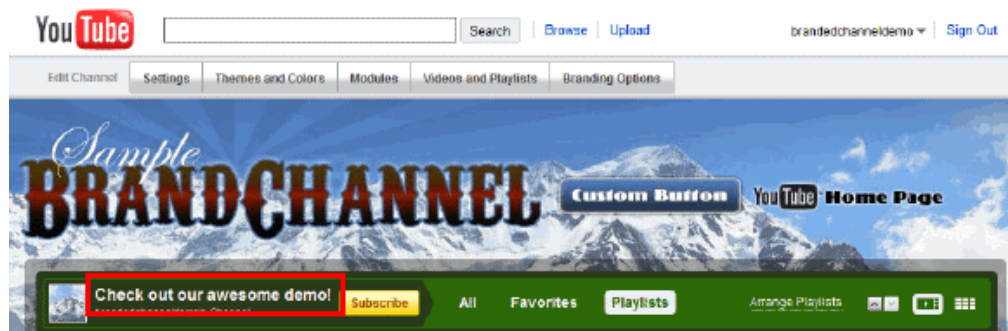 YouTube Search Browse Upload brandedchanneldemo Sign Out
Edit Channel Settings Themes and Colors Modules Videos and Playlists Branding Options
Sample
BRANDCHANNEL
Custom Button YouTube Home Page
Check out our awesome demo! Subscribe All Favorites Playlists Arrange Playlists